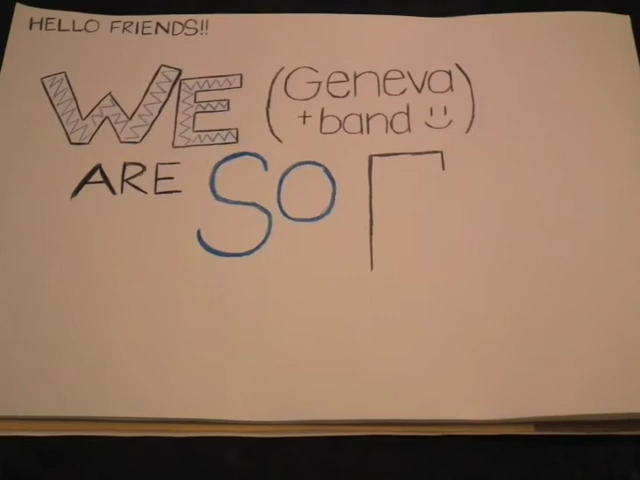 HELLO FRIENDS!!
WE (Geneva
+band :))
ARE SO